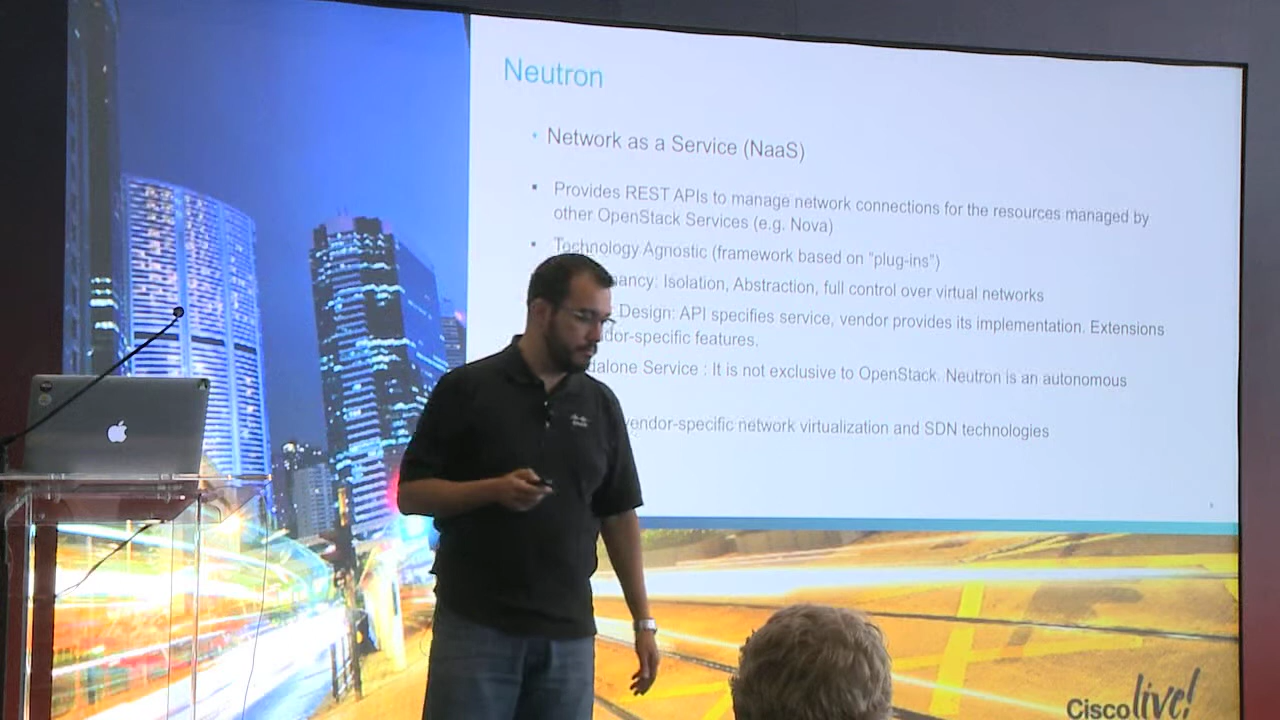 Neutron
Network as a Service (NaaS)
Provides REST APIs to manage network connections for the resources managed by
other OpenStack Services (e.g. Nova)
Technology Agnostic (framework based on "plug-ins")
ancy: Isolation, Abstraction, full control over virtual networks
Design: API specifies service, vendor provides its implementation. Extensions
dor-specific features.
dalone Service : It is not exclusive to OpenStack. Neutron is an autonomous
vendor-specific network virtualization and SDN technologies
Cisco live!